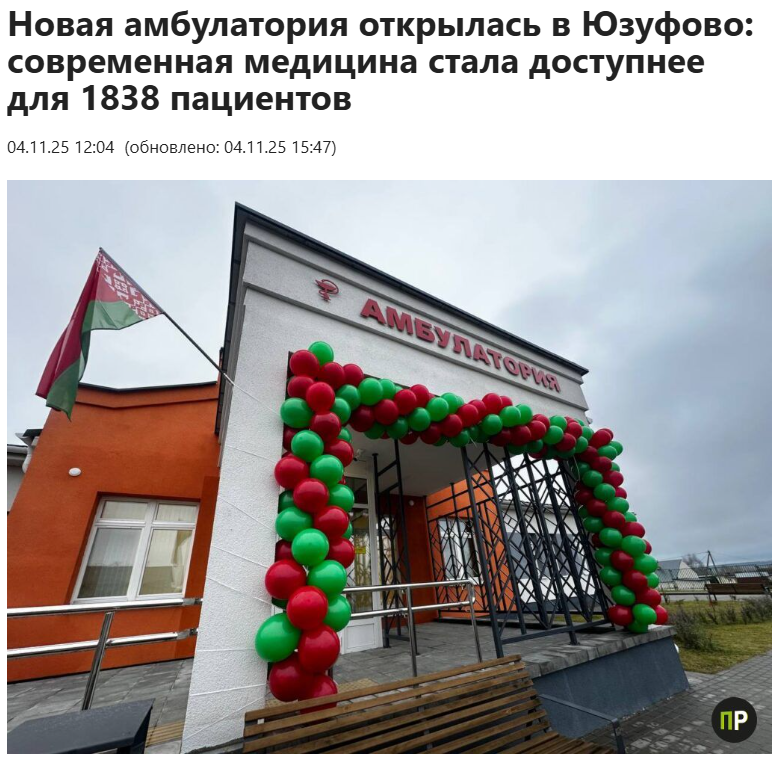 Новая амбулатория открылась в Юзуфово:
современная медицина стала доступнее
для 1838 пациентов
04.11.25 12:04 (обновлено: 04.11.25 15:47)
АМБУЛАТОРИЯ
ПР